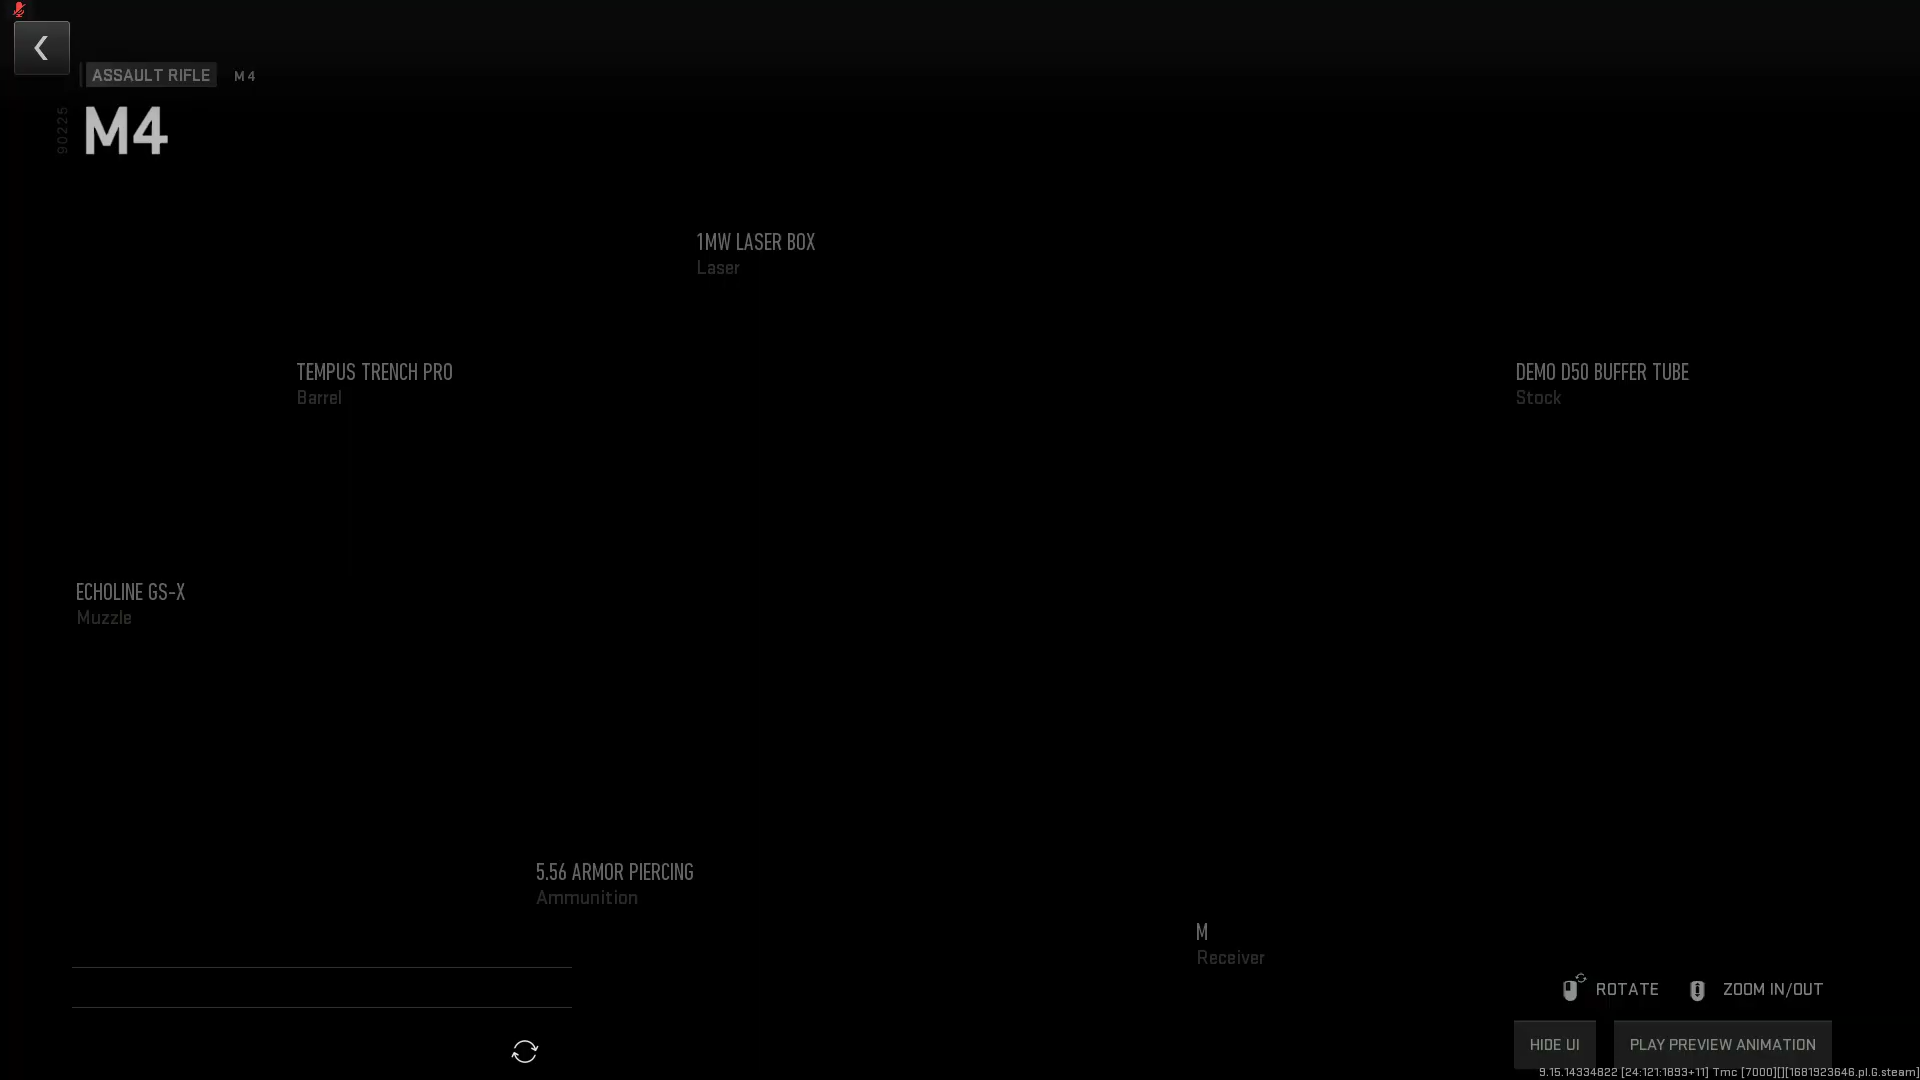 ASSAULT RIFLE M4
90225
M4
1MW LASER BOX
Laser
TEMPUS TRENCH PRO
Barrel
DEMO D50 BUFFER TUBE
Stock
ECHOLINE GS-X
Muzzle
5.56 ARMOR PIERCING
Ammunition
M
Receiver
ROTATE ZOOM IN/OUT
HIDE UI PLAY PREVIEW ANIMATION
9.15.14334822 [24:121:1893+11] Tmc [7000][][1681923646.pl.G.steam]